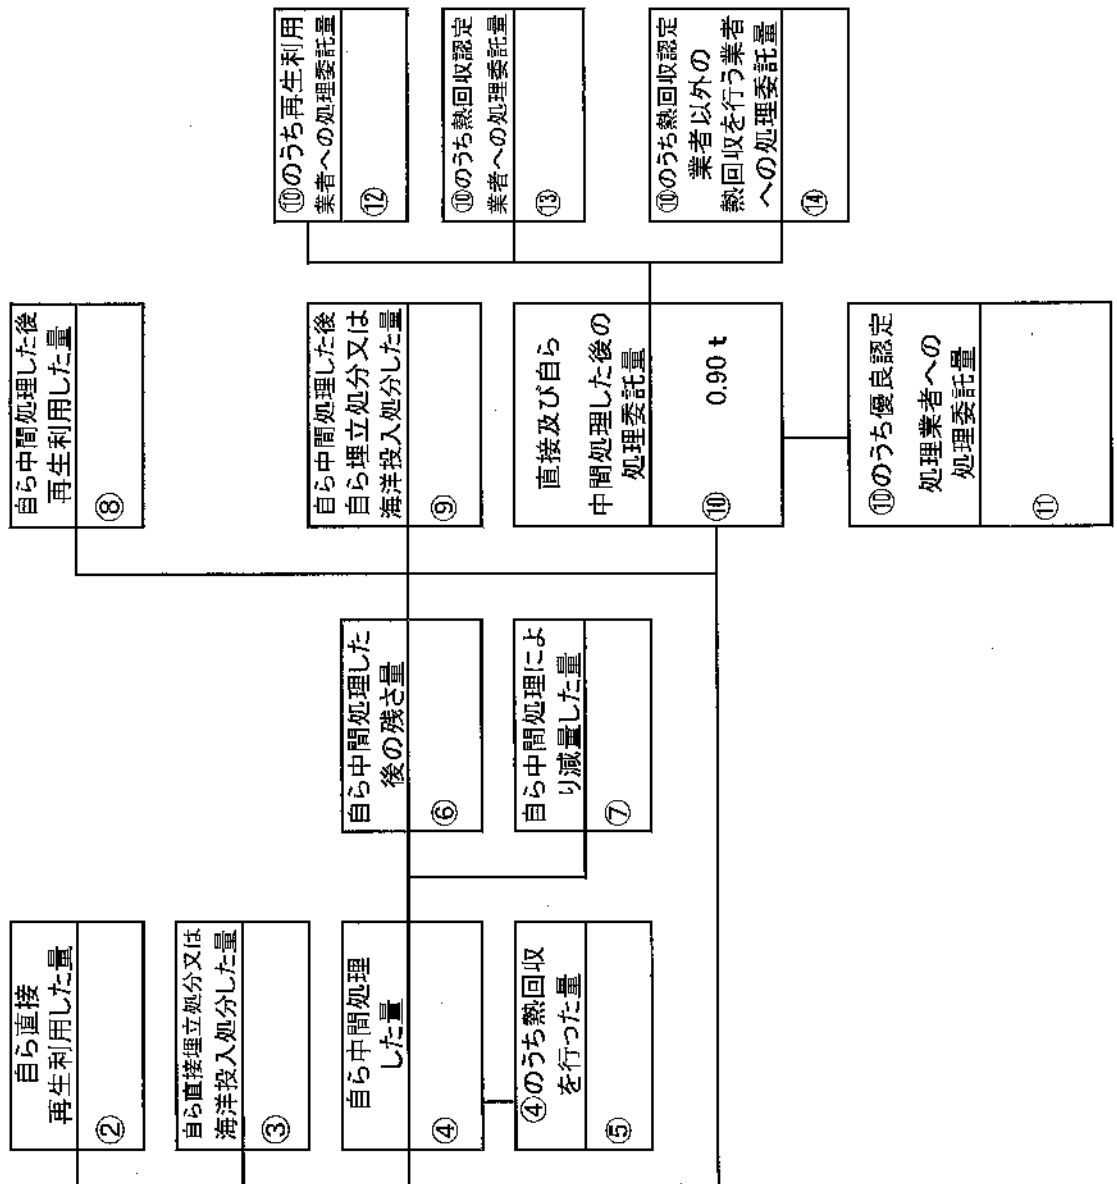 自ら直接
再生利用した量
②
自ら直接埋立処分又は
海洋投入処分した量
③
自ら中間処理
した量
④
④のうち熱回収
を行った量
⑤
自ら中間処理した
後の残さ量
⑥
自ら中間処理によ
り減量した量
⑦
自ら中間処理した後
再生利用した量
⑧
自ら中間処理した後
自ら埋立処分又は
海洋投入処分した量
⑨
直接及び自ら
中間処理した後の
処理委託量
⑩ 0.90 t
⑩のうち優良認定
処理業者への
処理委託量
⑪
⑩のうち再生利用
業者への処理委託量
⑫
⑩のうち熱回収認定
業者への処理委託量
⑬
⑩のうち熱回収認定
業者以外の
熱回収を行う業者
への処理委託量
⑭